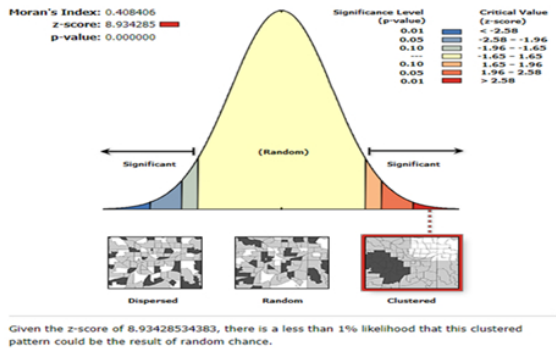 Moran's Index: 0.408406
z-score: 8.934285
p-value: 0.000000
Significance Level
(p-value)
Critical Value
(z-score)
0.01 < -2.58
0.05 -2.58 - -1.96
0.10 -1.96 - -1.65
--- -1.65 - 1.65
0.10 1.65 - 1.96
0.05 1.96 - 2.58
0.01 > 2.58
(Random)
Significant
Significant
Dispersed
Random
Clustered
Given the z-score of 8.93428534383, there is a less than 1% likelihood that this clustered
pattern could be the result of random chance.